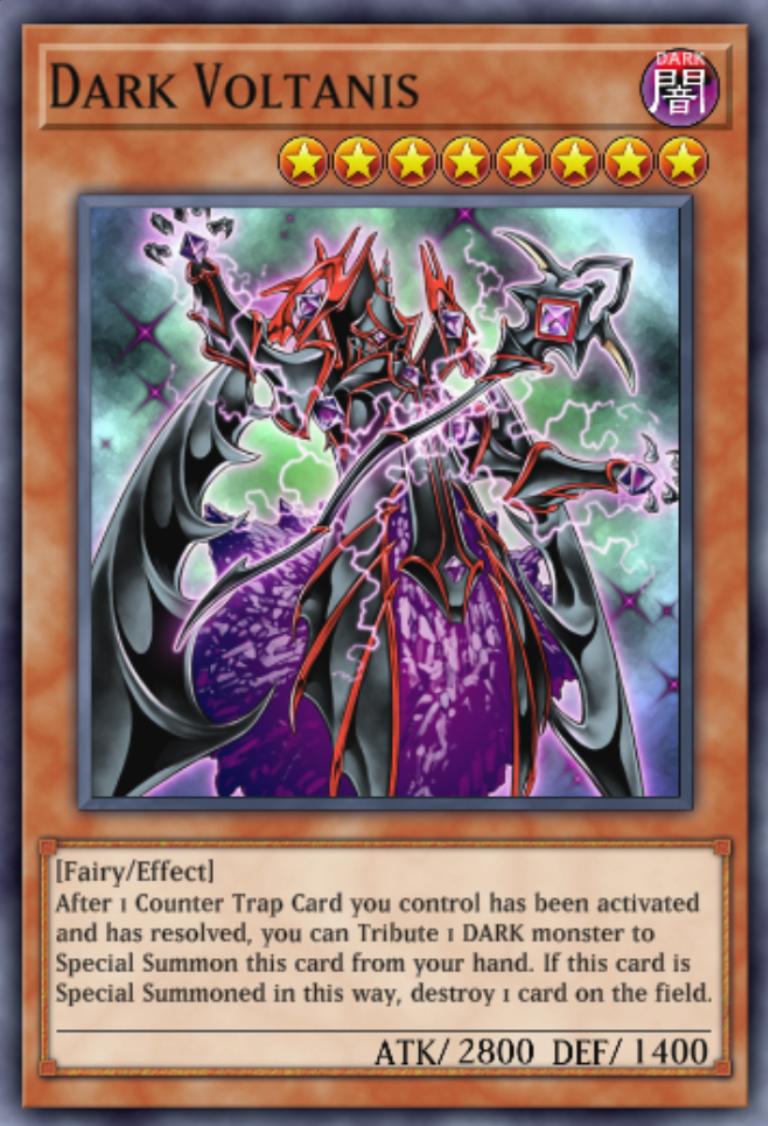 DARK VOLTANIS
DARK
闇
[Fairy/Effect]
After 1 Counter Trap Card you control has been activated
and has resolved, you can Tribute 1 DARK monster to
Special Summon this card from your hand. If this card is
Special Summoned in this way, destroy 1 card on the field.
ATK/ 2800 DEF/ 1400